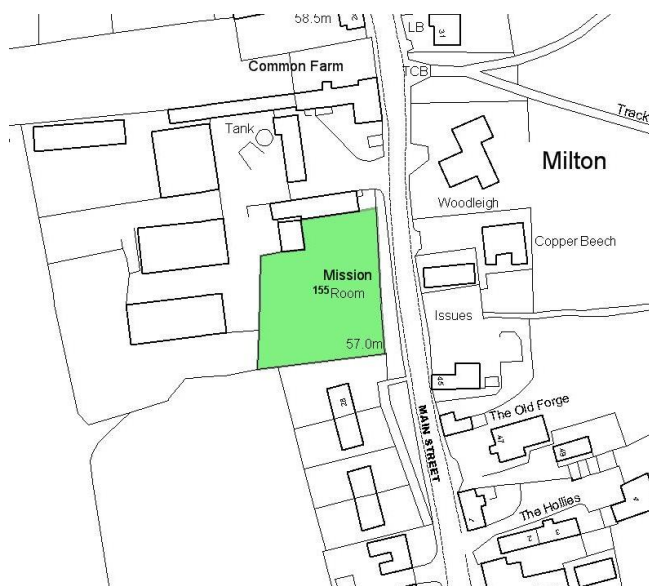 58.5m
LB
31
Common Farm
TCB
Track
Tank
Milton
Woodleigh
Copper Beech
Mission
155 Room
Issues
57.0m
45
28
MAIN STREET
The Old Forge
47
49
The Hollies
7
2
3
4